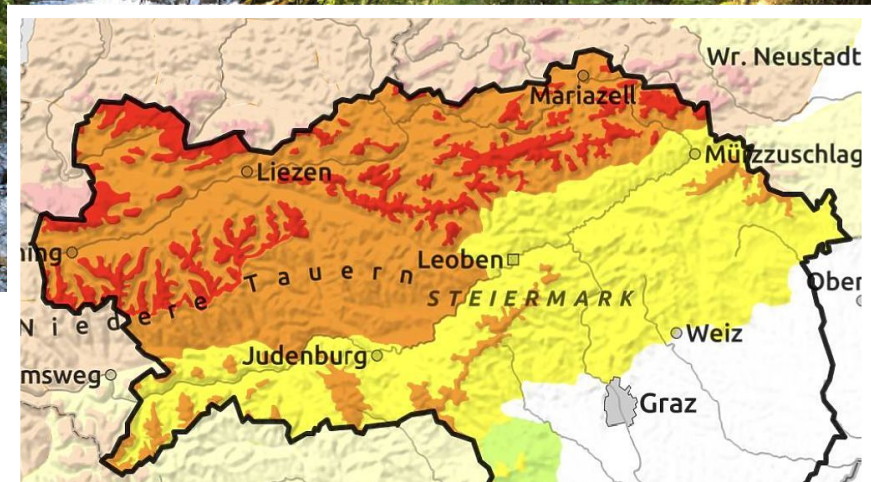 Wr. Neustadt
Mariazell
Mürzzuschlag
Liezen
Leoben
Niedere Tauern
STEIERMARK
Weiz
Judenburg
Graz